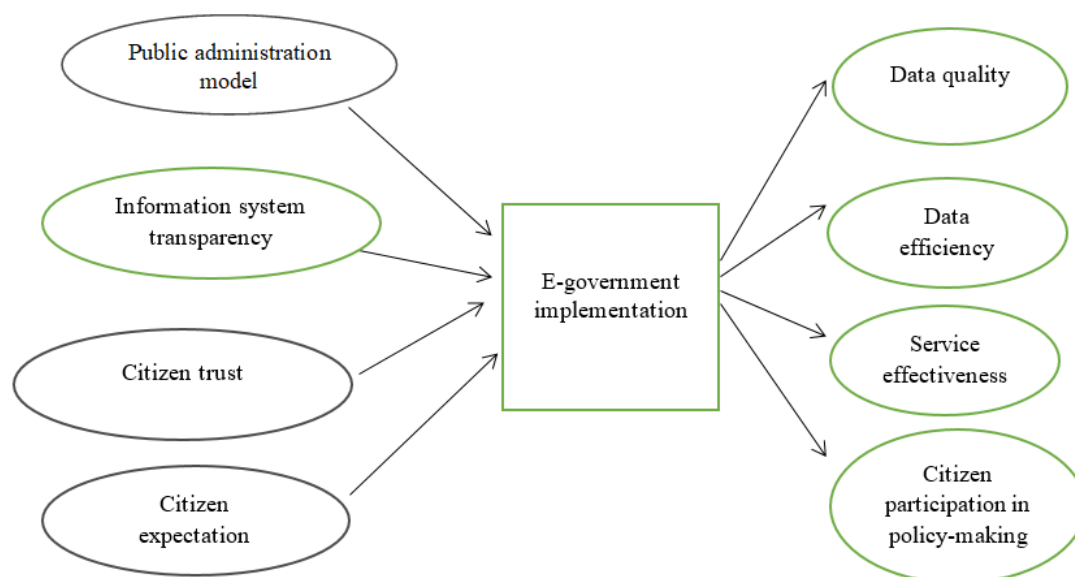 Public administration
model
Information system
transparency
Citizen trust
Citizen
expectation
E-government
implementation
Data quality
Data
efficiency
Service
effectiveness
Citizen
participation in
policy-making